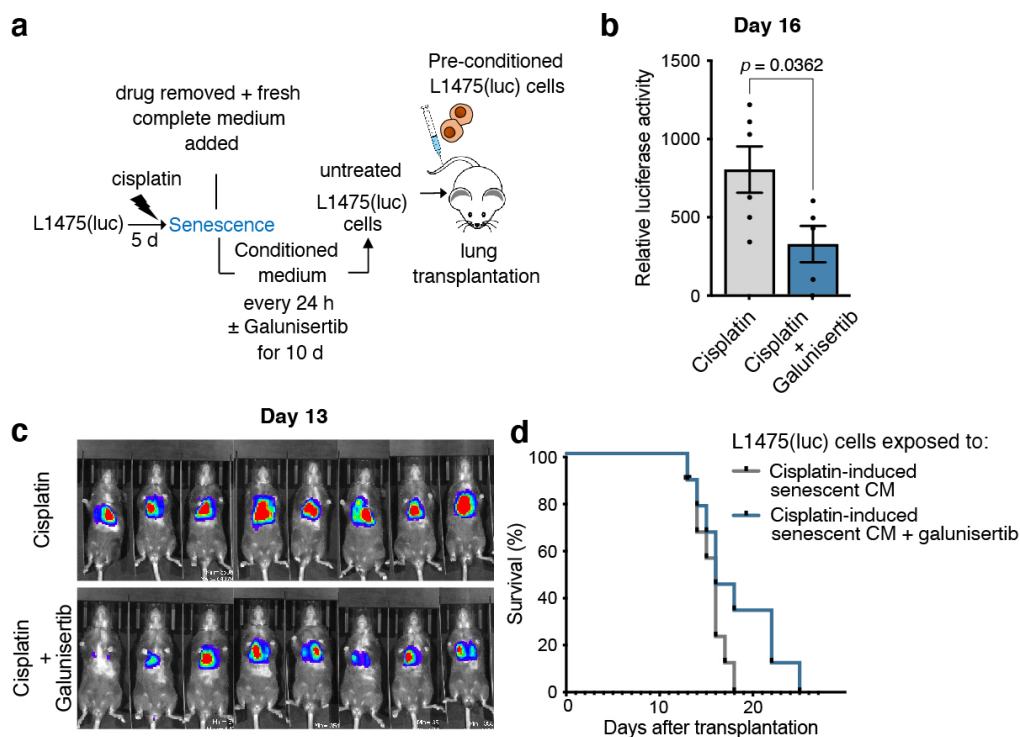 a
Pre-conditioned
L1475(luc) cells
drug removed + fresh
complete medium
added
cisplatin
untreated
L1475(luc)
5 d
Senescence
L1475(luc)
cells
Conditioned
medium
every 24 h
± Galunisertib
for 10 d
lung
transplantation
b
Day 16
p = 0.0362
Relative luciferase activity
1500
1000
500
0
Cisplatin
Cisplatin
+
Galunisertib
c
Day 13
Cisplatin
Cisplatin
+
Galunisertib
d
L1475(luc) cells exposed to:
Cisplatin-induced
senescent CM
Cisplatin-induced
senescent CM + galunisertib
Survival (%)
100
80
60
40
20
0
0
10
20
Days after transplantation